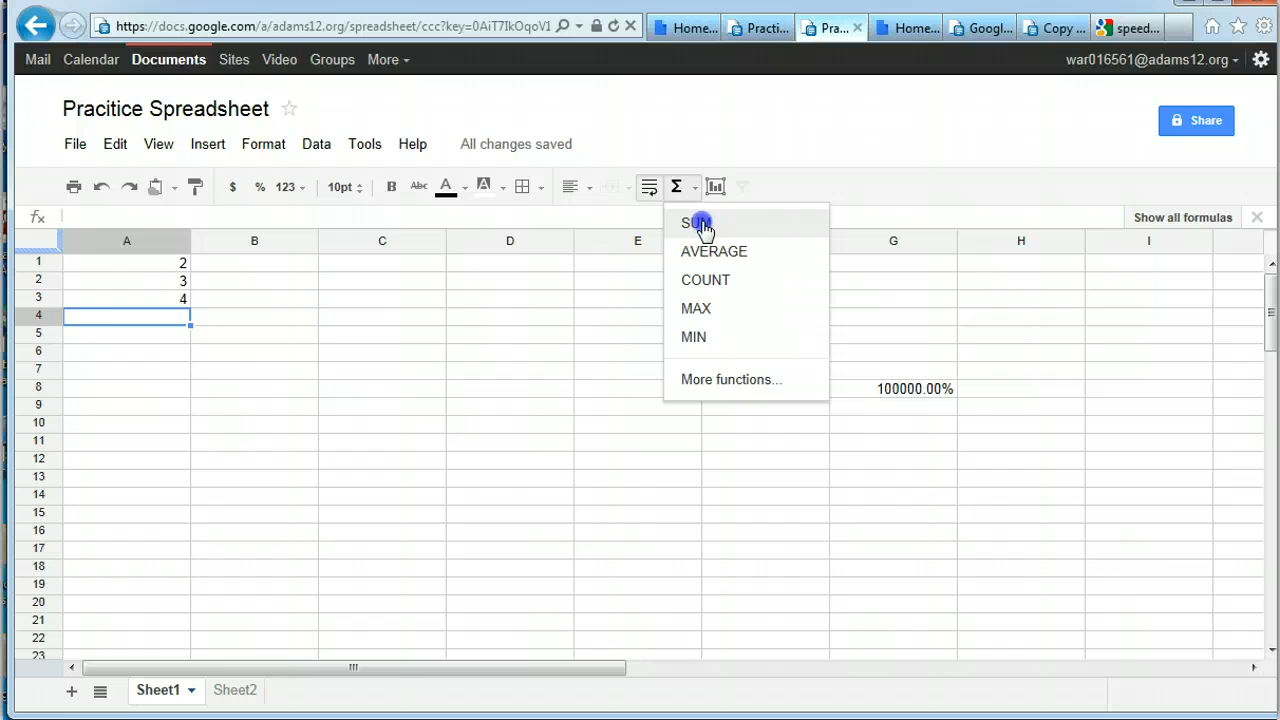 https://docs.google.com/a/adams12.org/spreadsheet/ccc?key=0AiT7IkOqoV1
Home...
Practi...
Pra...
Home...
Googl...
Copy ...
speed...
Mail Calendar Documents Sites Video Groups More
war016561@adams12.org
Pracitice Spreadsheet
Share
File Edit View Insert Format Data Tools Help All changes saved
$ % 123 10pt B Abc A A Σ
fx
Show all formulas
SUM
AVERAGE
COUNT
MAX
MIN
More functions...
A B C D E G H I
1 2
2 3
3 4
4
5
6
7
8 100000.00%
9
10
11
12
13
14
15
16
17
18
19
20
21
22
23
Sheet1 Sheet2